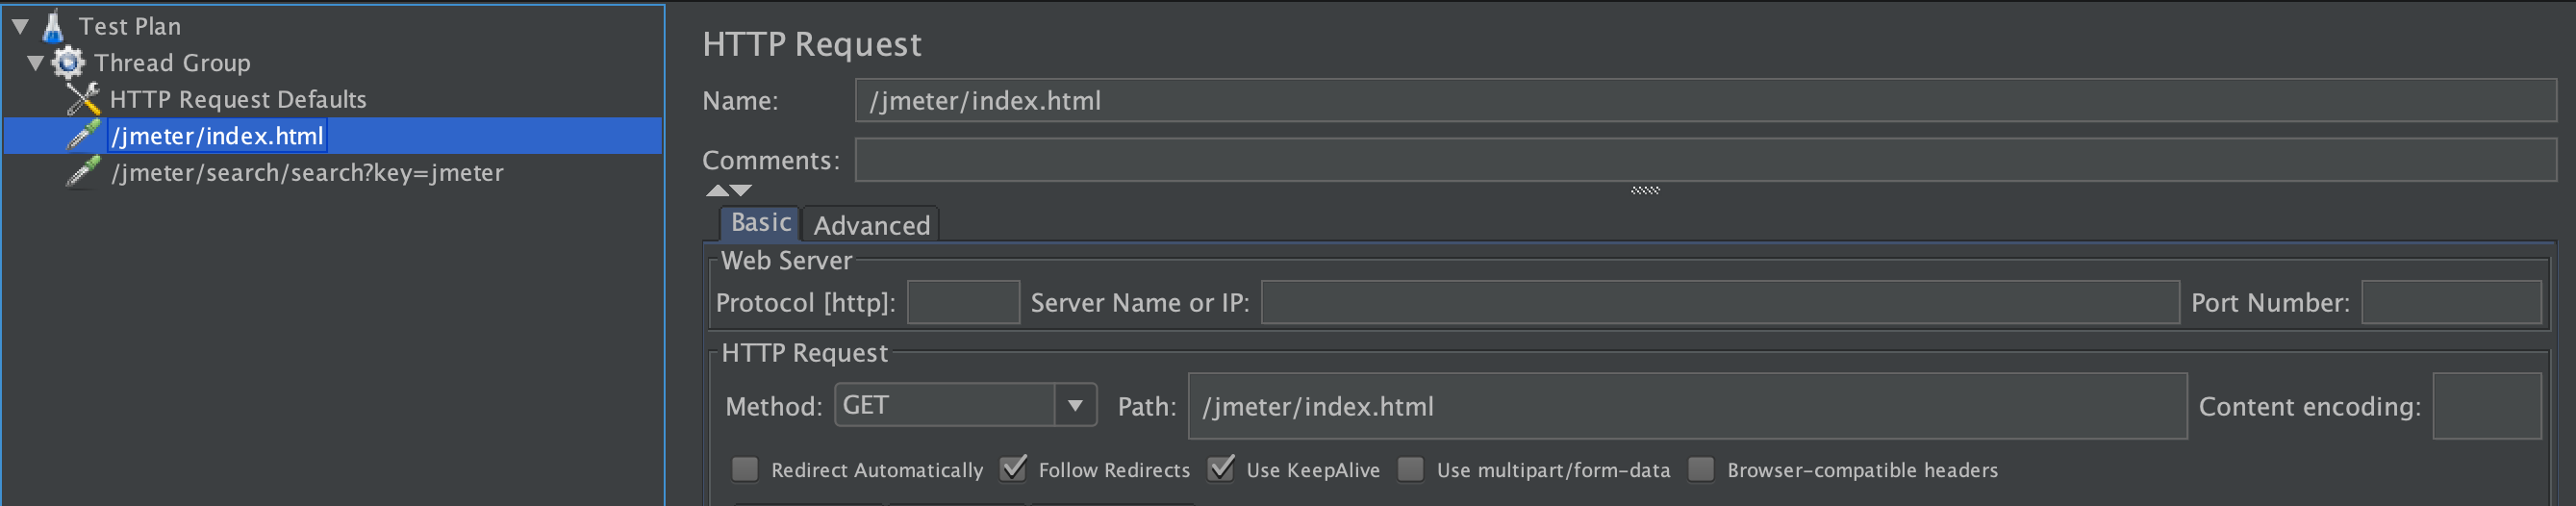 Test Plan
Thread Group
HTTP Request Defaults
/jmeter/index.html
/jmeter/search/search?key=jmeter
HTTP Request
Name: /jmeter/index.html
Comments:
Basic Advanced
Web Server
Protocol [http]: Server Name or IP: Port Number:
HTTP Request
Method: GET Path: /jmeter/index.html Content encoding:
Redirect Automatically Follow Redirects Use KeepAlive Use multipart/form-data Browser-compatible headers